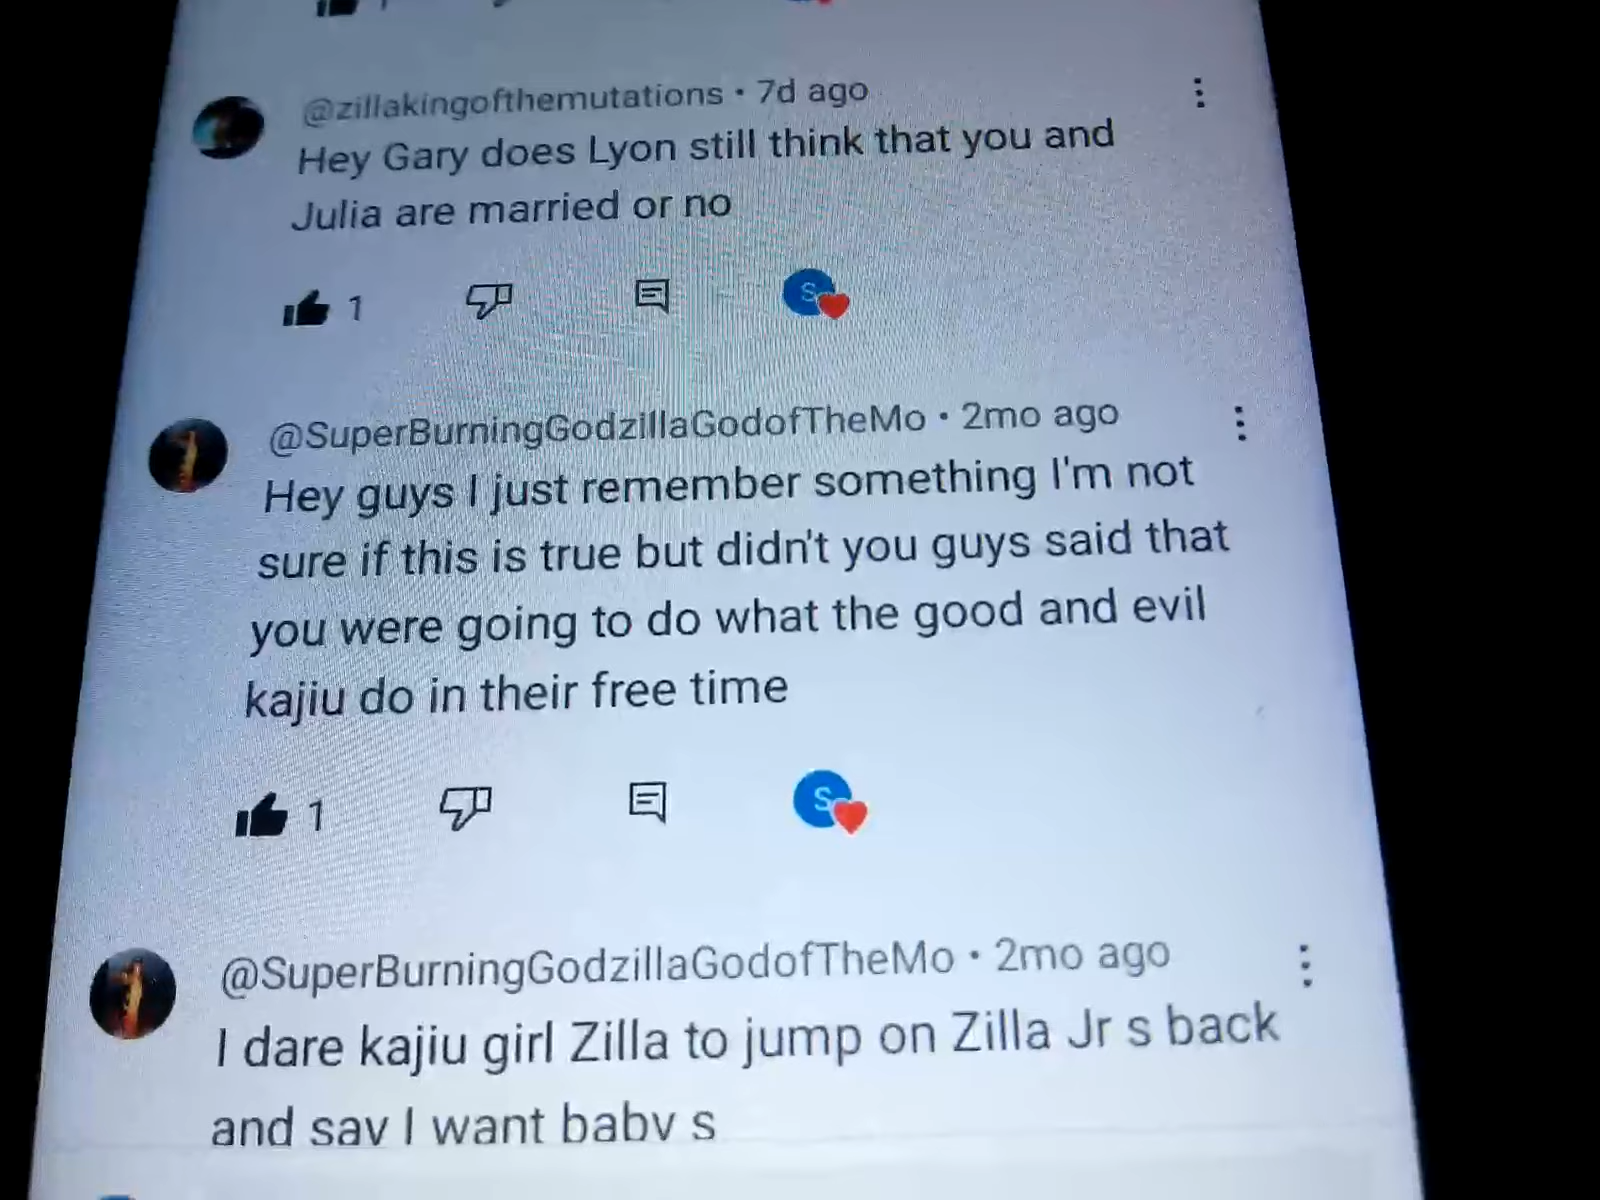 @zillakingofthemutations • 7d ago
Hey Gary does Lyon still think that you and
Julia are married or no
1
S
@SuperBurningGodzillaGodofTheMo • 2mo ago
Hey guys I just remember something I'm not
sure if this is true but didn't you guys said that
you were going to do what the good and evil
kajiu do in their free time
1
S
@SuperBurningGodzillaGodofTheMo • 2mo ago
I dare kajiu girl Zilla to jump on Zilla Jr s back
and say I want baby s